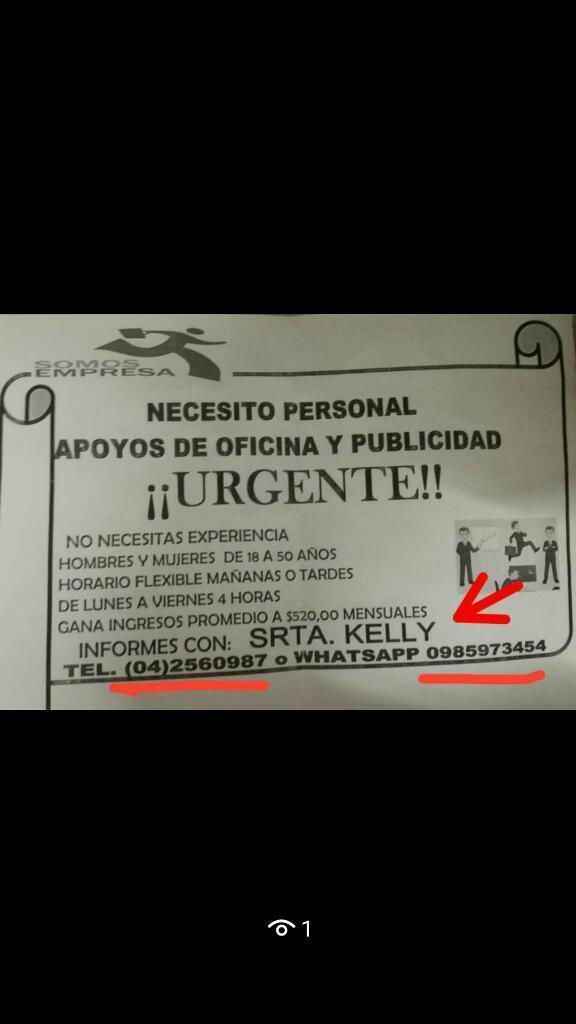 SOMOS
EMPRESA
NECESITO PERSONAL
APOYOS DE OFICINA Y PUBLICIDAD
¡¡URGENTE!!
NO NECESITAS EXPERIENCIA
HOMBRES Y MUJERES DE 18 A 50 AÑOS
HORARIO FLEXIBLE MAÑANAS O TARDES
DE LUNES A VIERNES 4 HORAS
GANA INGRESOS PROMEDIO A $520,00 MENSUALES
INFORMES CON: SRTA. KELLY
TEL. (04)2560987 o WHATSAPP 0985973454
1